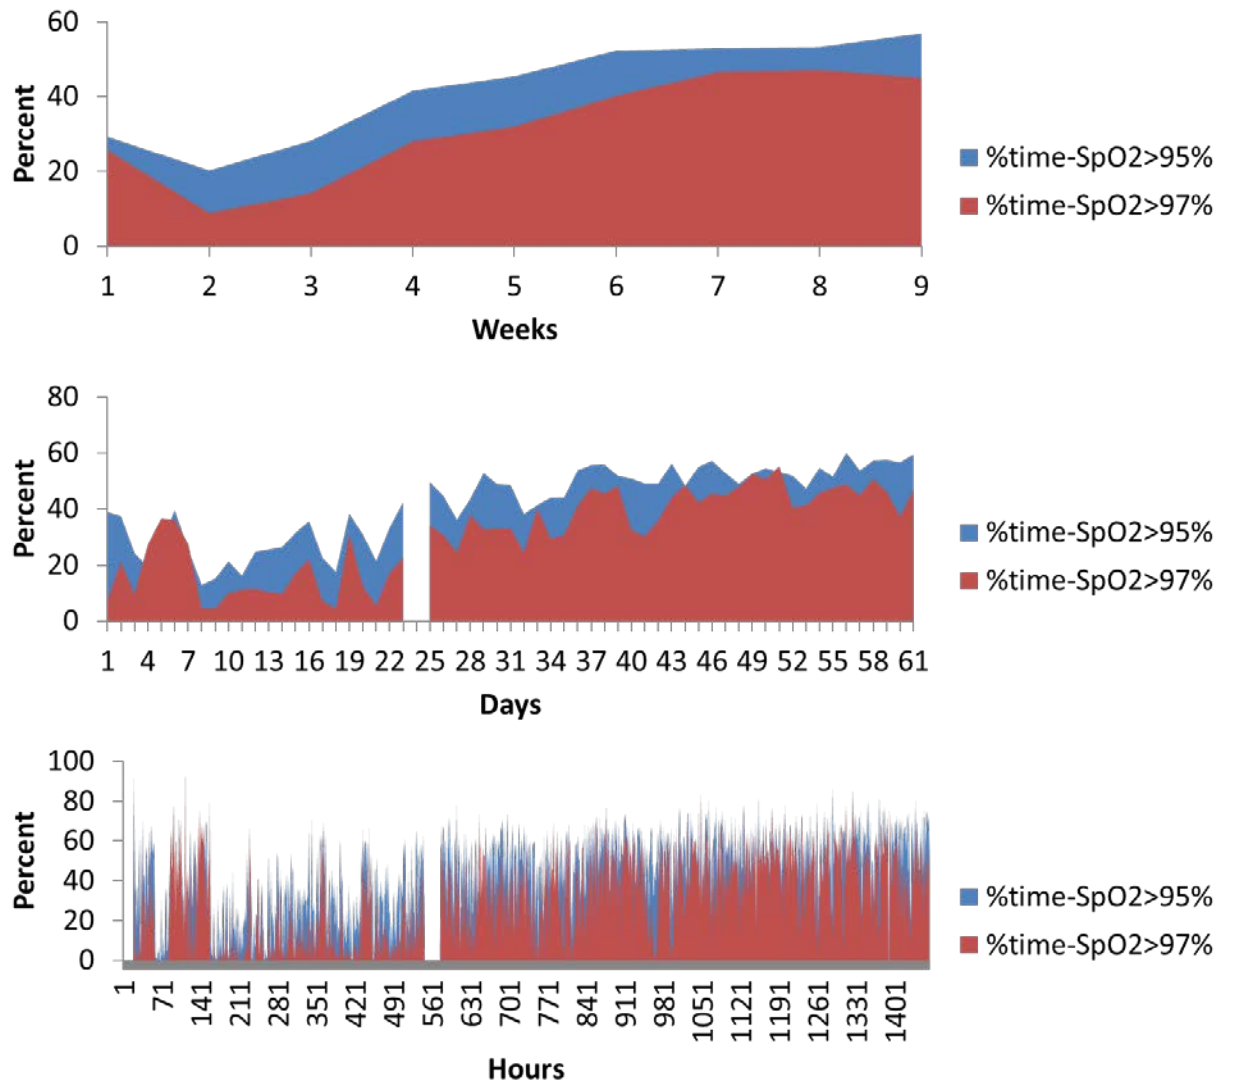 60
40
20
0
Percent
1 2 3 4 5 6 7 8 9
Weeks
%time-SpO2>95%
%time-SpO2>97%
80
60
40
20
0
Percent
1 4 7 10 13 16 19 22 25 28 31 34 37 40 43 46 49 52 55 58 61
Days
%time-SpO2>95%
%time-SpO2>97%
100
80
60
40
20
0
Percent
1 71 141 211 281 351 421 491 561 631 701 771 841 911 981 1051 1121 1191 1261 1331 1401
Hours
%time-SpO2>95%
%time-SpO2>97%